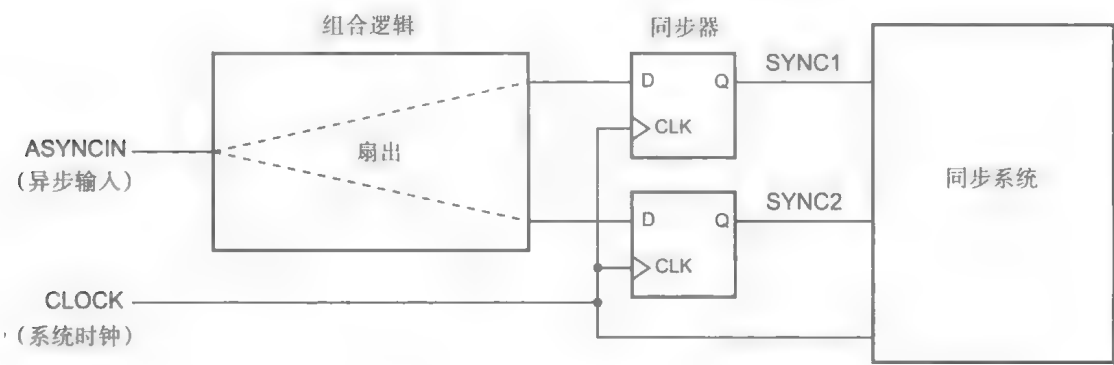 组合逻辑
同步器
D Q SYNC1
CLK
ASYNCIN
(异步输入)
扇出
同步系统
D Q SYNC2
CLK
CLOCK
(系统时钟)